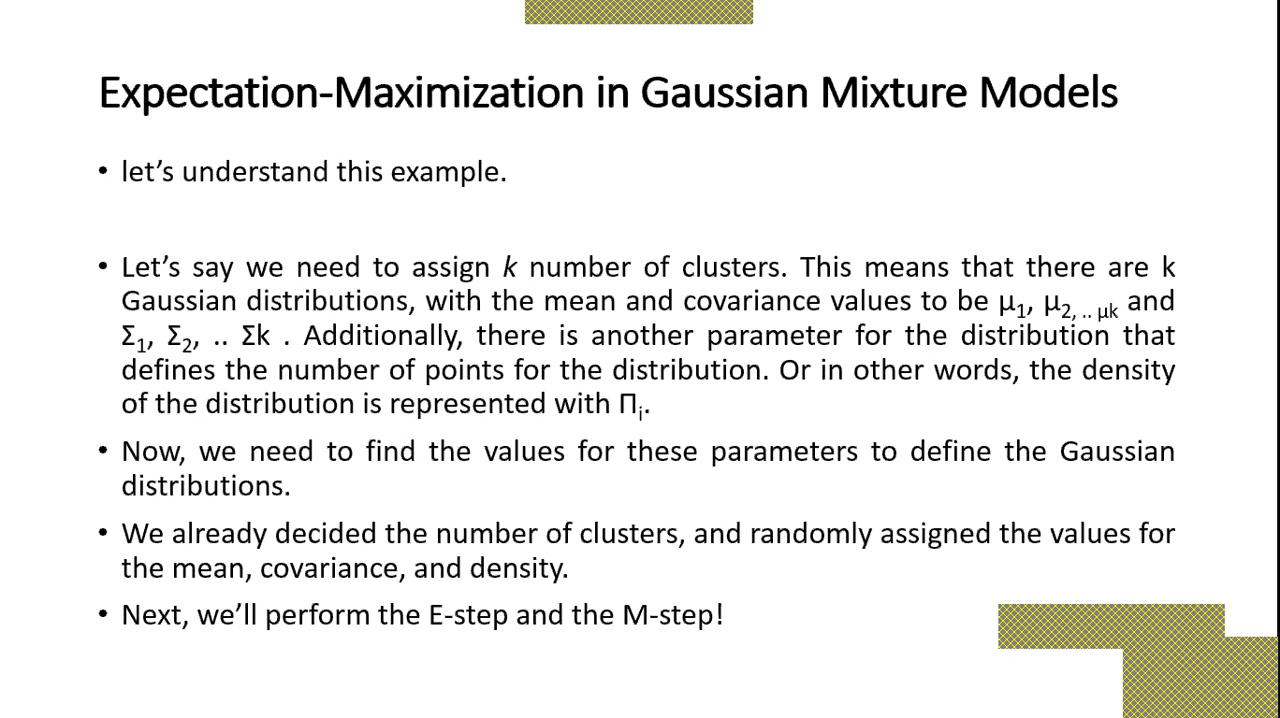 Expectation-Maximization in Gaussian Mixture Models
• let’s understand this example.
• Let’s say we need to assign k number of clusters. This means that there are k
Gaussian distributions, with the mean and covariance values to be μ₁, μ₂, .. μk and
Σ₁, Σ₂, .. Σk . Additionally, there is another parameter for the distribution that
defines the number of points for the distribution. Or in other words, the density
of the distribution is represented with Πᵢ.
• Now, we need to find the values for these parameters to define the Gaussian
distributions.
• We already decided the number of clusters, and randomly assigned the values for
the mean, covariance, and density.
• Next, we’ll perform the E-step and the M-step!